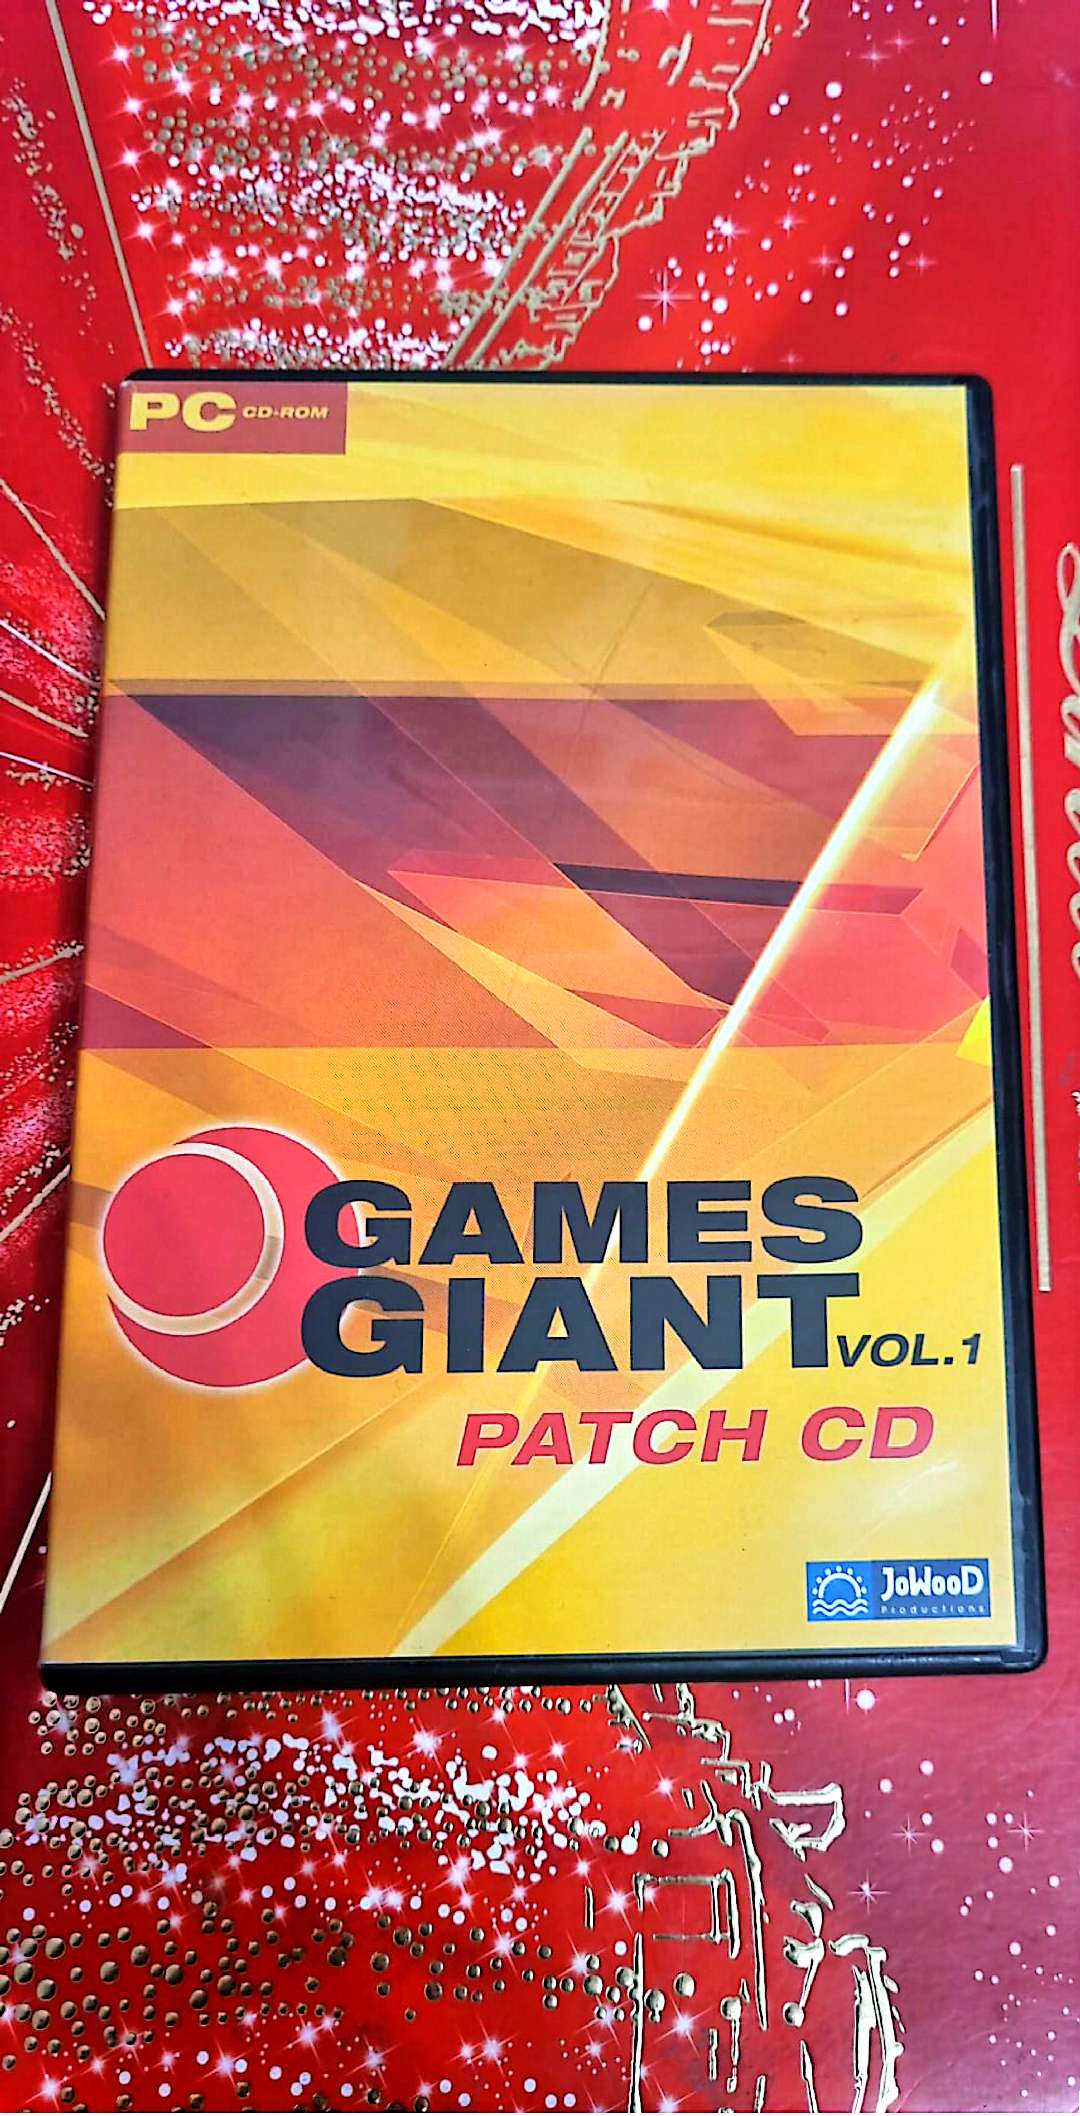 PC CD-ROM
GAMES
GIANT VOL.1
PATCH CD
JoWooD
Productions